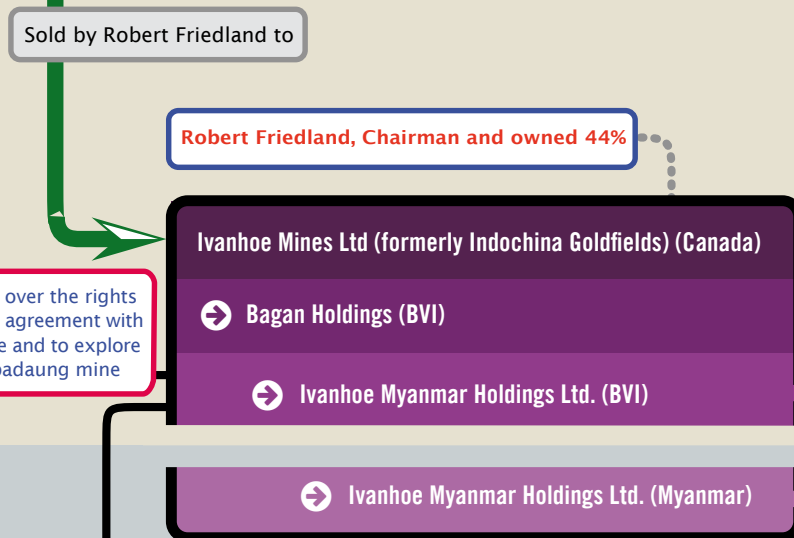 Sold by Robert Friedland to
Robert Friedland, Chairman and owned 44%
Ivanhoe Mines Ltd (formerly Indochina Goldfields) (Canada)
over the rights
agreement with
Bagan Holdings (BVI)
and to explore
mine
Ivanhoe Myanmar Holdings Ltd. (BVI)
Ivanhoe Myanmar Holdings Ltd. (Myanmar)